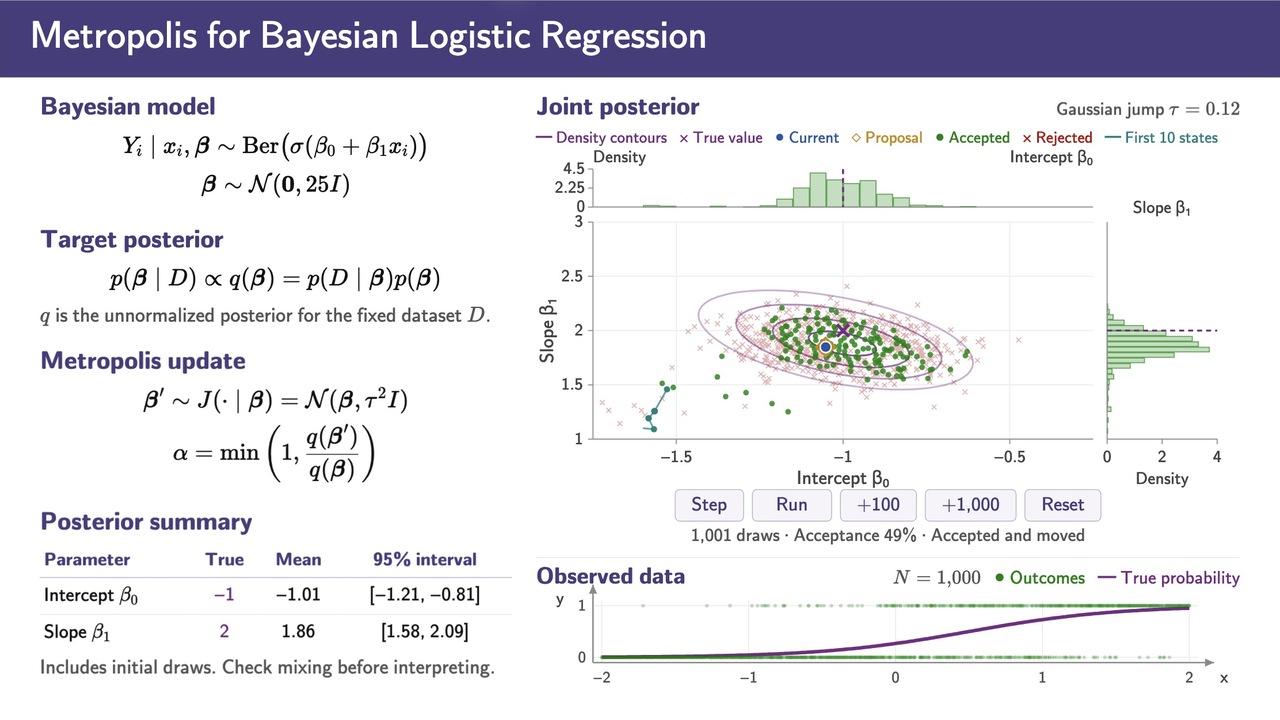 Metropolis for Bayesian Logistic Regression
Bayesian model
Yᵢ | xᵢ, β ∼ Ber(σ(β₀ + β₁xᵢ))
β ∼ 𝒩(0, 25I)
Target posterior
p(β | D) ∝ q(β) = p(D | β)p(β)
q is the unnormalized posterior for the fixed dataset D.
Metropolis update
β′ ∼ J(· | β) = 𝒩(β, τ²I)
α = min(1, q(β′)/q(β))
Posterior summary
Parameter True Mean 95% interval
Intercept β₀ −1 −1.01 [−1.21, −0.81]
Slope β₁ 2 1.86 [1.58, 2.09]
Includes initial draws. Check mixing before interpreting.
Joint posterior
Gaussian jump τ = 0.12
Density contours × True value Current Proposal Accepted × Rejected First 10 states
Density
Intercept β₀
4.5
2.25
0
Slope β₁
3
2.5
2
1.5
1
Slope β₁
−1.5 −1 −0.5
Intercept β₀
0 2 4
Density
Step Run +100 +1,000 Reset
1,001 draws · Acceptance 49% · Accepted and moved
Observed data
N = 1,000 Outcomes True probability
y
1
0
−2 −1 0 1 2 x